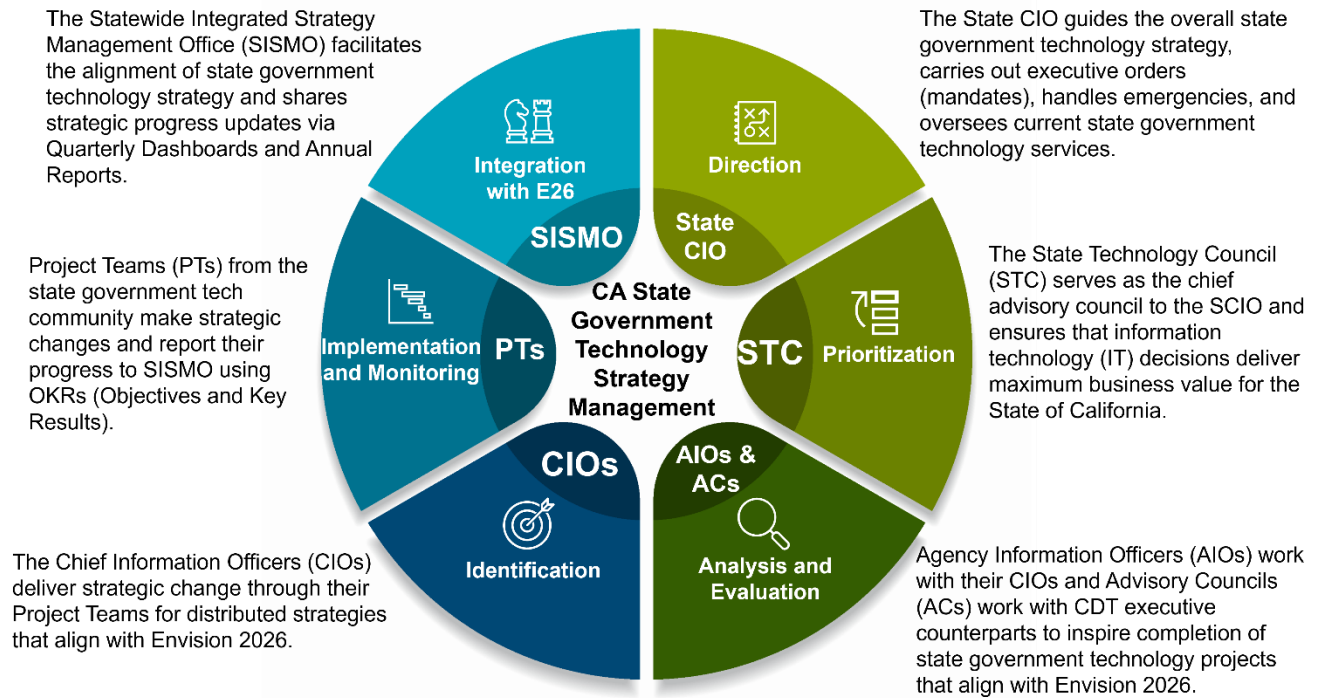 The Statewide Integrated Strategy
Management Office (SISMO) facilitates
the alignment of state government
technology strategy and shares
strategic progress updates via
Quarterly Dashboards and Annual
Reports.
The State CIO guides the overall state
government technology strategy,
carries out executive orders
(mandates), handles emergencies, and
oversees current state government
technology services.
Integration
with E26
SISMO
Direction
State
CIO
Project Teams (PTs) from the
state government tech
community make strategic
changes and report their
progress to SISMO using
OKRs (Objectives and Key
Results).
Implementation
and Monitoring
PTs
CA State
Government
Technology
Strategy
Management
STC
Prioritization
The State Technology Council
(STC) serves as the chief
advisory council to the SCIO and
ensures that information
technology (IT) decisions deliver
maximum business value for the
State of California.
CIOs
Identification
AIOs &
ACs
Analysis and
Evaluation
The Chief Information Officers (CIOs)
deliver strategic change through their
Project Teams for distributed strategies
that align with Envision 2026.
Agency Information Officers (AIOs) work
with their CIOs and Advisory Councils
(ACs) work with CDT executive
counterparts to inspire completion of
state government technology projects
that align with Envision 2026.